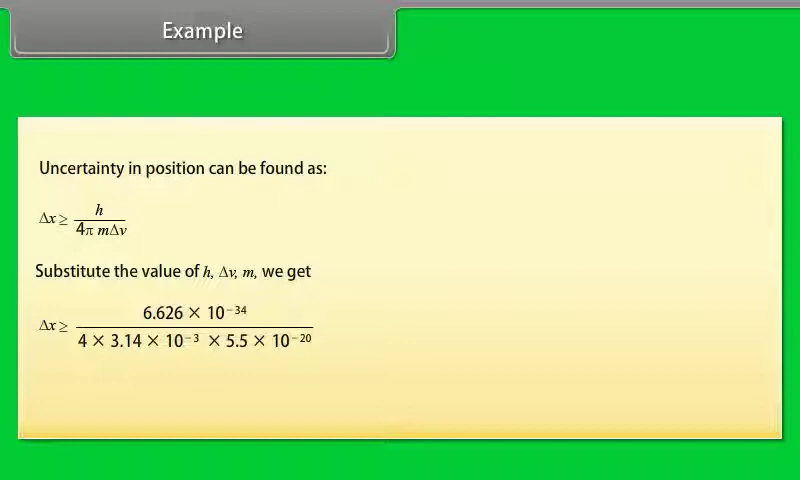 Example
Uncertainty in position can be found as:
Δx ≥ h / 4π mΔv
Substitute the value of h, Δv, m, we get
Δx ≥ 6.626 × 10⁻³⁴ / 4 × 3.14 × 10⁻³ × 5.5 × 10⁻²⁰